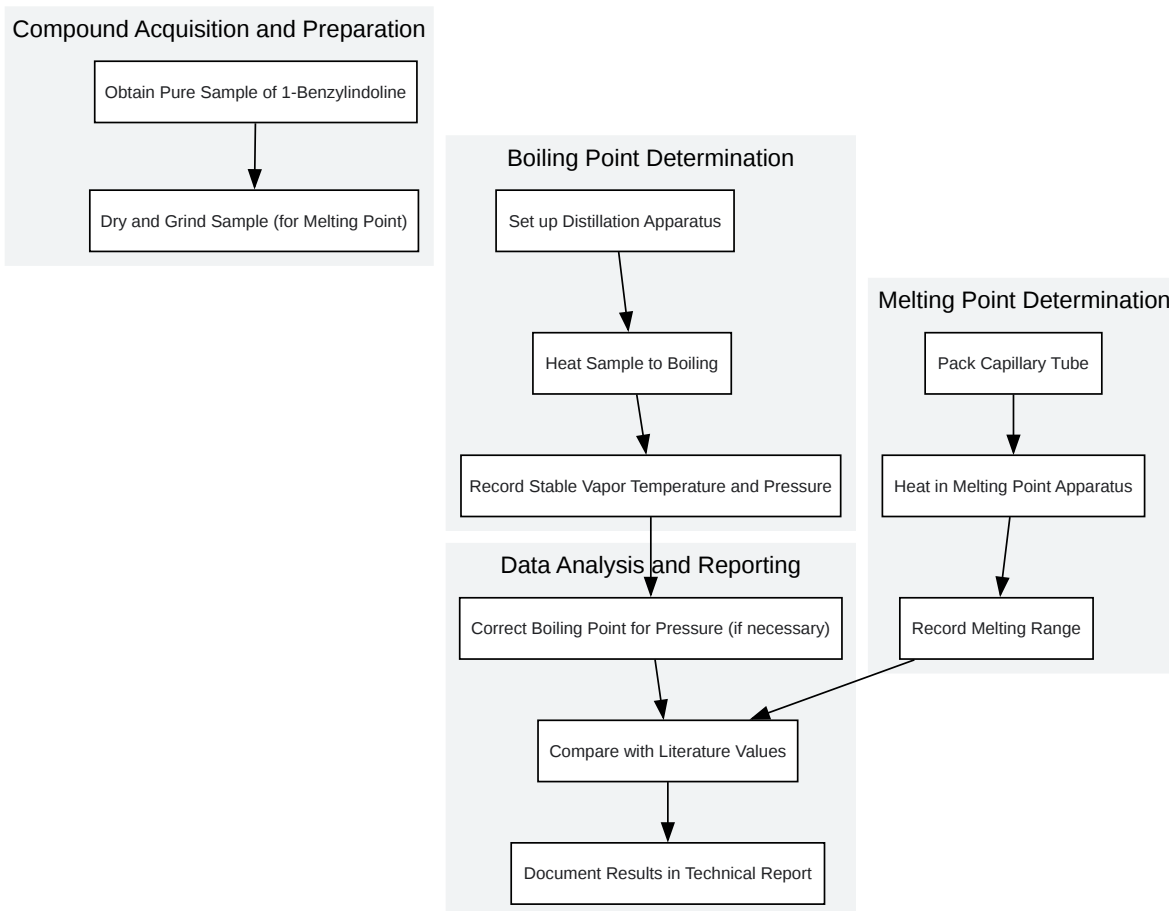 Compound Acquisition and Preparation
Obtain Pure Sample of 1-Benzylindoline
Dry and Grind Sample (for Melting Point)
Boiling Point Determination
Set up Distillation Apparatus
Heat Sample to Boiling
Record Stable Vapor Temperature and Pressure
Melting Point Determination
Pack Capillary Tube
Heat in Melting Point Apparatus
Record Melting Range
Data Analysis and Reporting
Correct Boiling Point for Pressure (if necessary)
Compare with Literature Values
Document Results in Technical Report